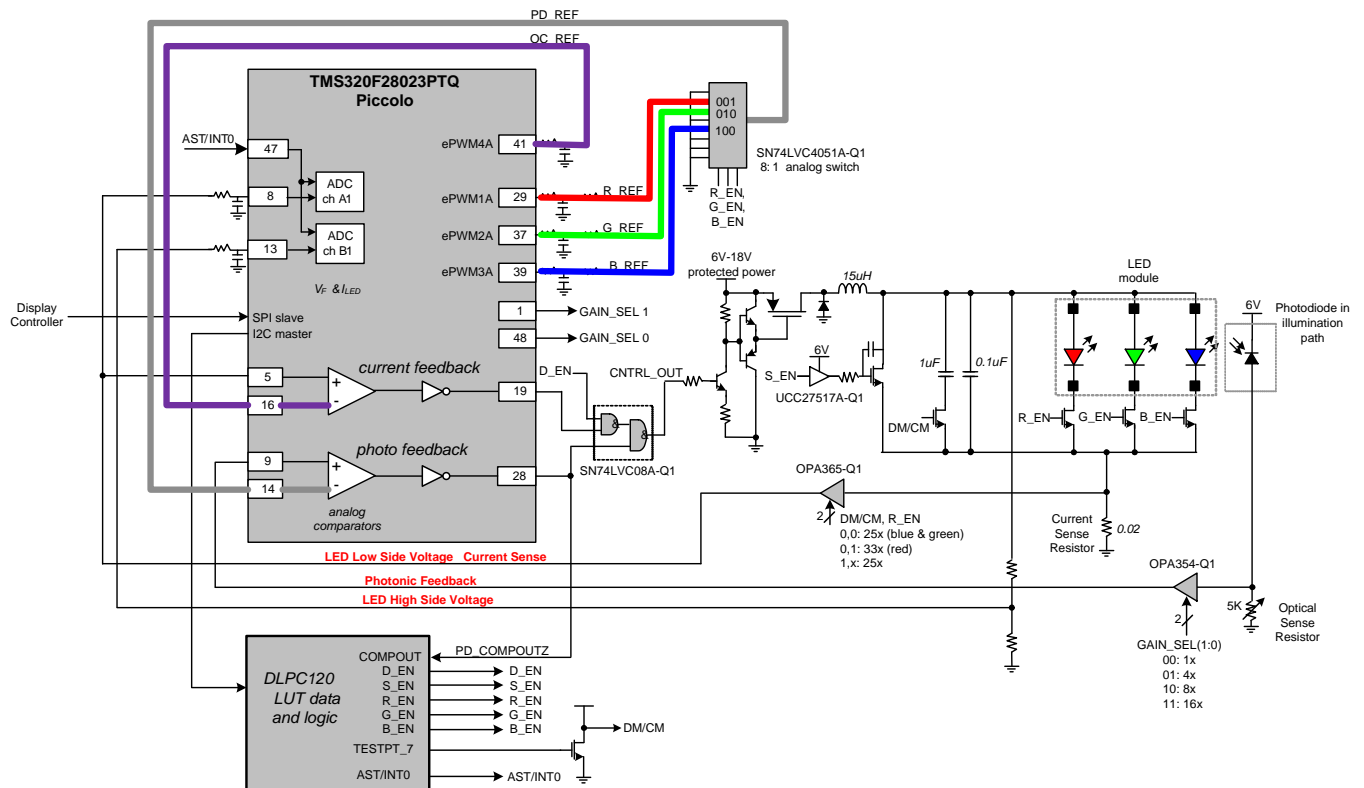 PD_REF
OC_REF
TMS320F28023PTQ
Piccolo
AST/INT0
47
ADC
ch A1
8
ADC
ch B1
13
VF & ILED
ePWM4A
41
ePWM1A
29
R_REF
ePWM2A
37
G_REF
ePWM3A
39
B_REF
1
GAIN_SEL 1
48
GAIN_SEL 0
001
010
100
SN74LVC4051A-Q1
8: 1 analog switch
R_EN,
G_EN,
B_EN
Display
Controller
SPI slave
I2C master
5
+
-
16
current feedback
19
9
+
-
14
photo feedback
28
analog
comparators
D_EN
&
&
SN74LVC08A-Q1
CNTRL_OUT
6V-18V
protected power
15uH
6V
S_EN
UCC27517A-Q1
1uF
0.1uF
DM/CM
LED
module
R_EN
G_EN
B_EN
6V
Photodiode in
illumination
path
OPA365-Q1
2
DM/CM, R_EN
0,0: 25x (blue & green)
0,1: 33x (red)
1,x: 25x
Current
Sense
Resistor
0.02
OPA354-Q1
2
GAIN_SEL(1:0)
00: 1x
01: 4x
10: 8x
11: 16x
5K
Optical
Sense
Resistor
LED Low Side Voltage Current Sense
Photonic Feedback
LED High Side Voltage
DLPC120
LUT data
and logic
COMPOUT
PD_COMPOUTZ
D_EN
D_EN
S_EN
S_EN
R_EN
R_EN
G_EN
G_EN
B_EN
B_EN
TESTPT_7
DM/CM
AST/INT0
AST/INT0